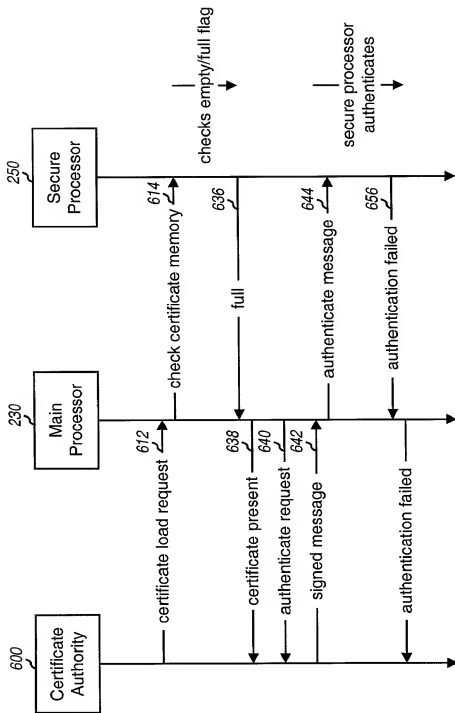 600
Certificate
Authority
230
Main
Processor
250
Secure
Processor
612
certificate load request
614
check certificate memory
checks empty/full flag
636
full
638
certificate present
640
authenticate request
642
signed message
644
authenticate message
secure processor
authenticates
656
authentication failed
authentication failed